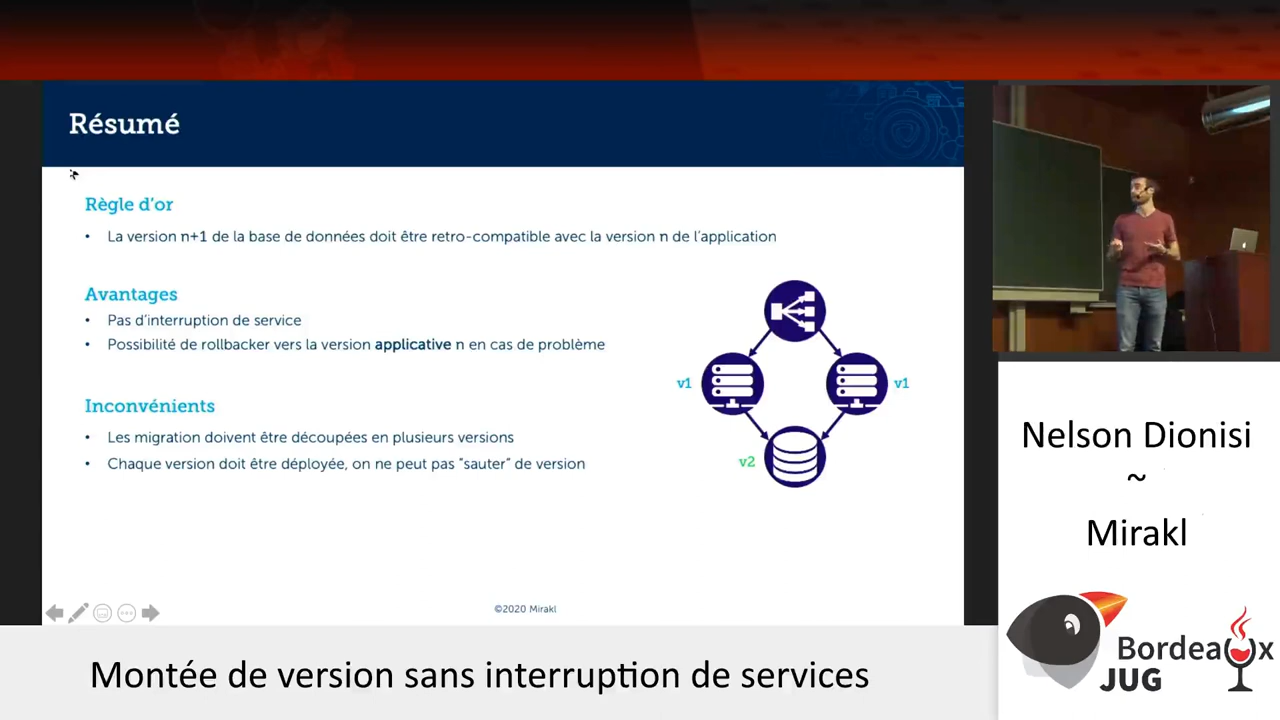 Résumé
Règle d'or
• La version n+1 de la base de données doit être retro-compatible avec la version n de l'application
Avantages
• Pas d'interruption de service
• Possibilité de rollbacker vers la version applicative n en cas de problème
v1
v1
v2
Inconvénients
• Les migration doivent être découpées en plusieurs versions
• Chaque version doit être déployée, on ne peut pas "sauter" de version
©2020 Mirakl
Nelson Dionisi
~
Mirakl
Bordeaux
JUG
Montée de version sans interruption de services